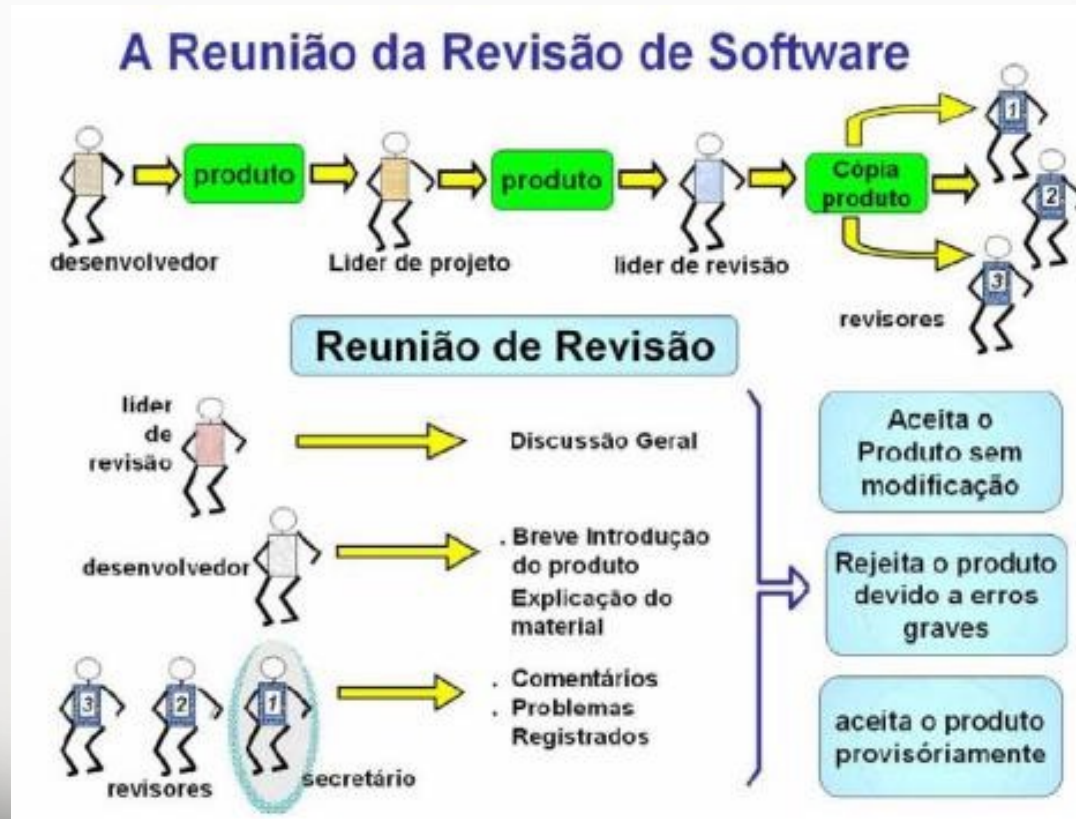 A Reunião da Revisão de Software
produto
produto
Cópia
produto
1
2
3
desenvolvedor
Lider de projeto
lider de revisão
revisores
Reunião de Revisão
líder
de
revisão
Discussão Geral
desenvolvedor
. Breve Introdução
do produto
Explicação do
material
3
2
1
revisores
secretário
. Comentários
. Problemas
Registrados
Aceita o
Produto sem
modificação
Rejeita o produto
devido a erros
graves
aceita o produto
provisóriamente